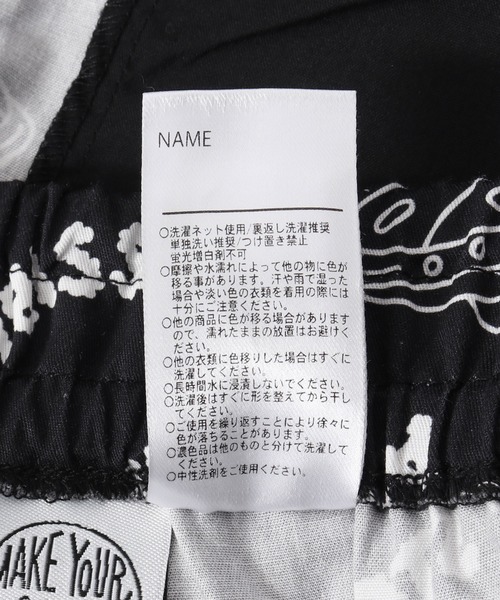 NAME
○洗濯ネット使用/裏返し洗濯推奨
単独洗い推奨/つけ置き禁止
蛍光増白剤不可
○摩擦や水濡れによって他の物に色が
移る事があります。汗や雨で湿った
場合や淡い色の衣類を着用の際には
十分にご注意ください。
○他の商品に色が移る場合があります
ので、濡れたままの放置はお避けく
ださい。
○他の衣類に色移りした場合はすぐに
洗濯してください。
○長時間水に浸漬しないでください。
○洗濯後はすぐに形を整えてから干し
てください。
○ご使用を繰り返すことにより徐々に
色が落ちることがあります。
○濃色品は他のものと分けて洗濯して
ください。
○中性洗剤をご使用ください。
MAKE YOUR